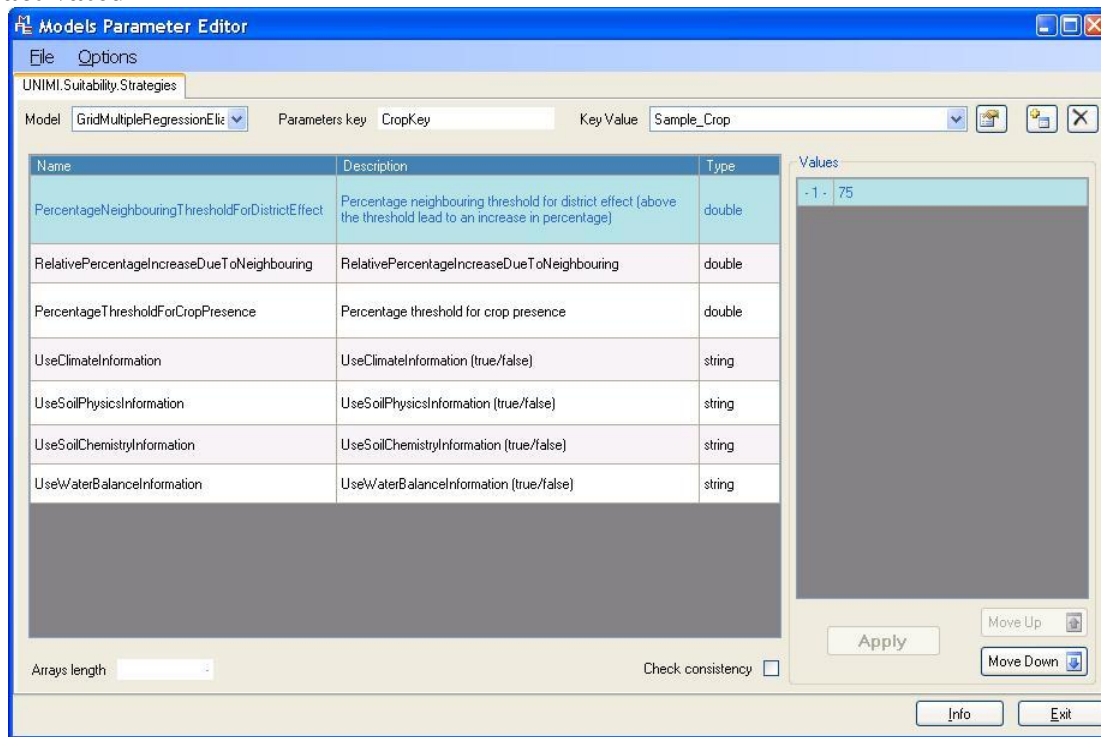 Models Parameter Editor
File Options
UNIMI.Suitability.Strategies
Model GridMultipleRegressionElia Parameters key CropKey Key Value Sample_Crop
Name Description Type
PercentageNeighbouringThresholdForDistrictEffect Percentage neighbouring threshold for district effect (above
the threshold lead to an increase in percentage) double
RelativePercentageIncreaseDueToNeighbouring RelativePercentageIncreaseDueToNeighbouring double
PercentageThresholdForCropPresence Percentage threshold for crop presence double
UseClimateInformation UseClimateInformation (true/false) string
UseSoilPhysicsInformation UseSoilPhysicsInformation (true/false) string
UseSoilChemistryInformation UseSoilChemistryInformation (true/false) string
UseWaterBalanceInformation UseWaterBalanceInformation (true/false) string
Values
- 1 - 75
Apply
Move Up
Move Down
Arrays length - Check consistency
Info Exit